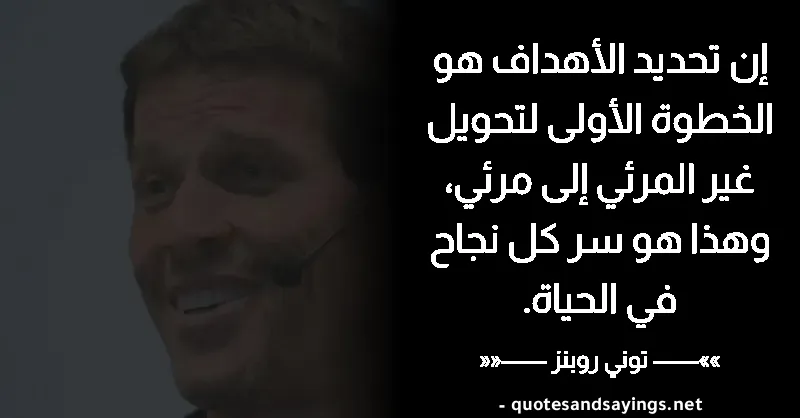 إن تحديد الأهداف هو
الخطوة الأولى لتحويل
غير المرئي إلى مرئي،
وهذا هو سر كل نجاح
في الحياة.
»»—— توني روبنز ——««
- quotesandsayings.net